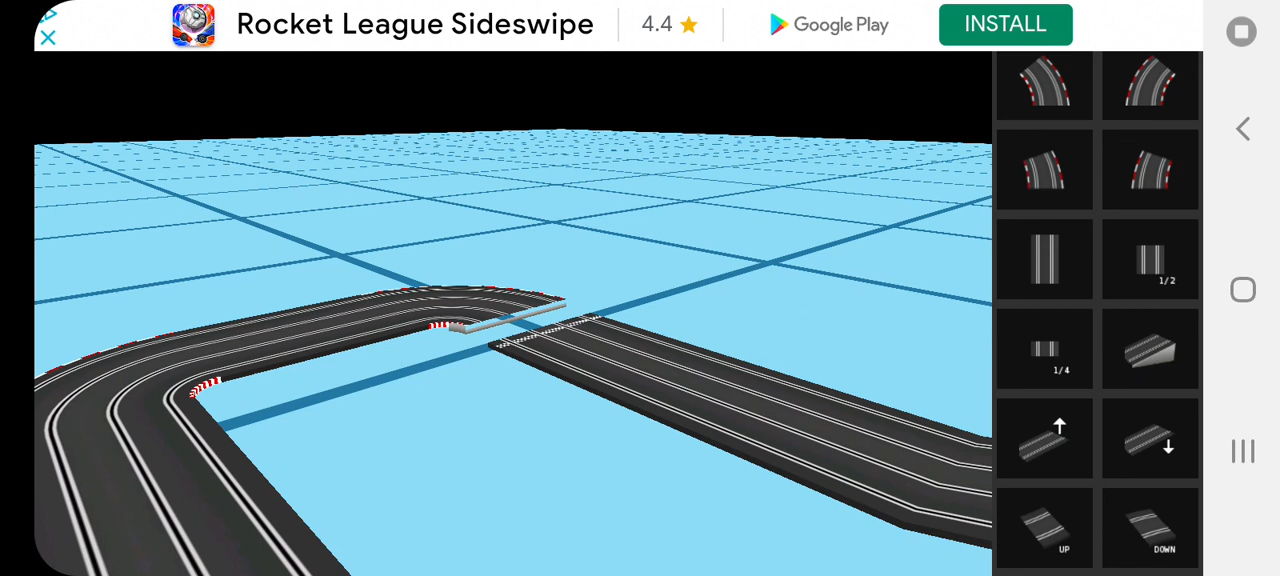 Rocket League Sideswipe
4.4
Google Play
INSTALL
1/2
1/4
UP
DOWN